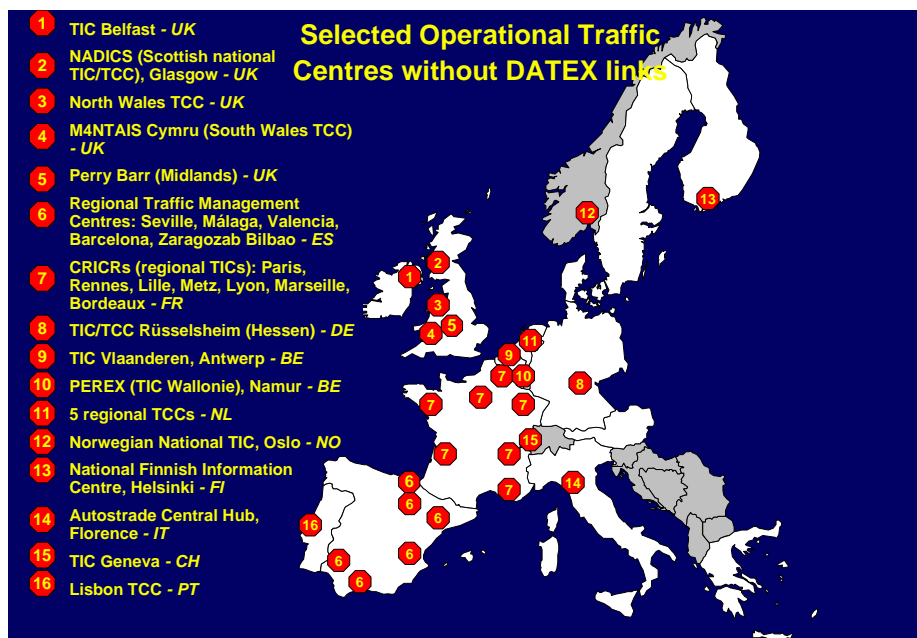 Selected Operational Traffic
Centres without DATEX links
1 TIC Belfast - UK
2 NADICS (Scottish national
TIC/TCC), Glasgow - UK
3 North Wales TCC - UK
4 M4NTAIS Cymru (South Wales TCC)
- UK
5 Perry Barr (Midlands) - UK
6 Regional Traffic Management
Centres: Seville, Málaga, Valencia,
Barcelona, Zaragozab Bilbao - ES
7 CRICRs (regional TICs): Paris,
Rennes, Lille, Metz, Lyon, Marseille,
Bordeaux - FR
8 TIC/TCC Rüsselsheim (Hessen) - DE
9 TIC Vlaanderen, Antwerp - BE
10 PEREX (TIC Wallonie), Namur - BE
11 5 regional TCCs - NL
12 Norwegian National TIC, Oslo - NO
13 National Finnish Information
Centre, Helsinki - FI
14 Autostrade Central Hub,
Florence - IT
15 TIC Geneva - CH
16 Lisbon TCC - PT
13
12
2
1
3
5
4
11
9
7
10
8
7
7
7
15
7
7
6
14
7
6
6
16
6
6
6